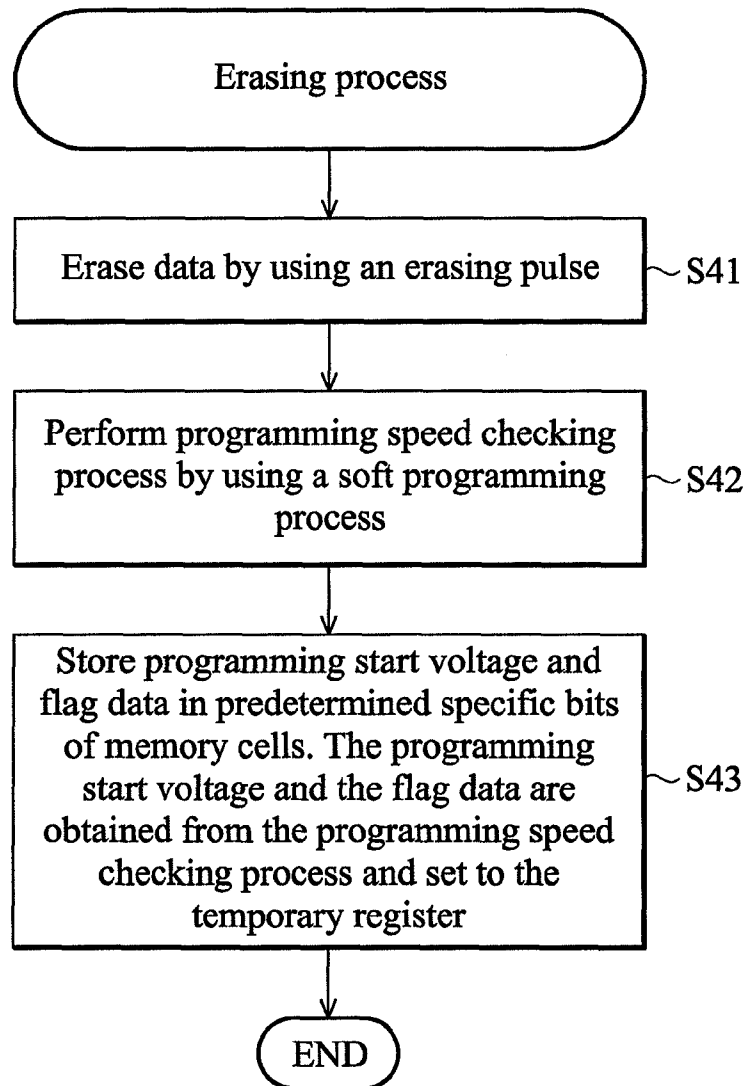 Erasing process
Erase data by using an erasing pulse
S41
Perform programming speed checking
process by using a soft programming
process
S42
Store programming start voltage and
flag data in predetermined specific bits
of memory cells. The programming
start voltage and the flag data are
obtained from the programming speed
checking process and set to the
temporary register
S43
END